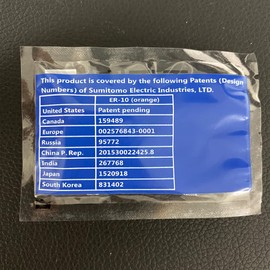 This product is covered by the following Patents (Design
Numbers) of Sumitomo Electric Industries, LTD.
ER-10 (orange)
United States Patent pending
Canada 159489
Europe 002576843-0001
Russia 95772
China P. Rep. 201530022425.8
India 267768
Japan 1520918
South Korea 831402